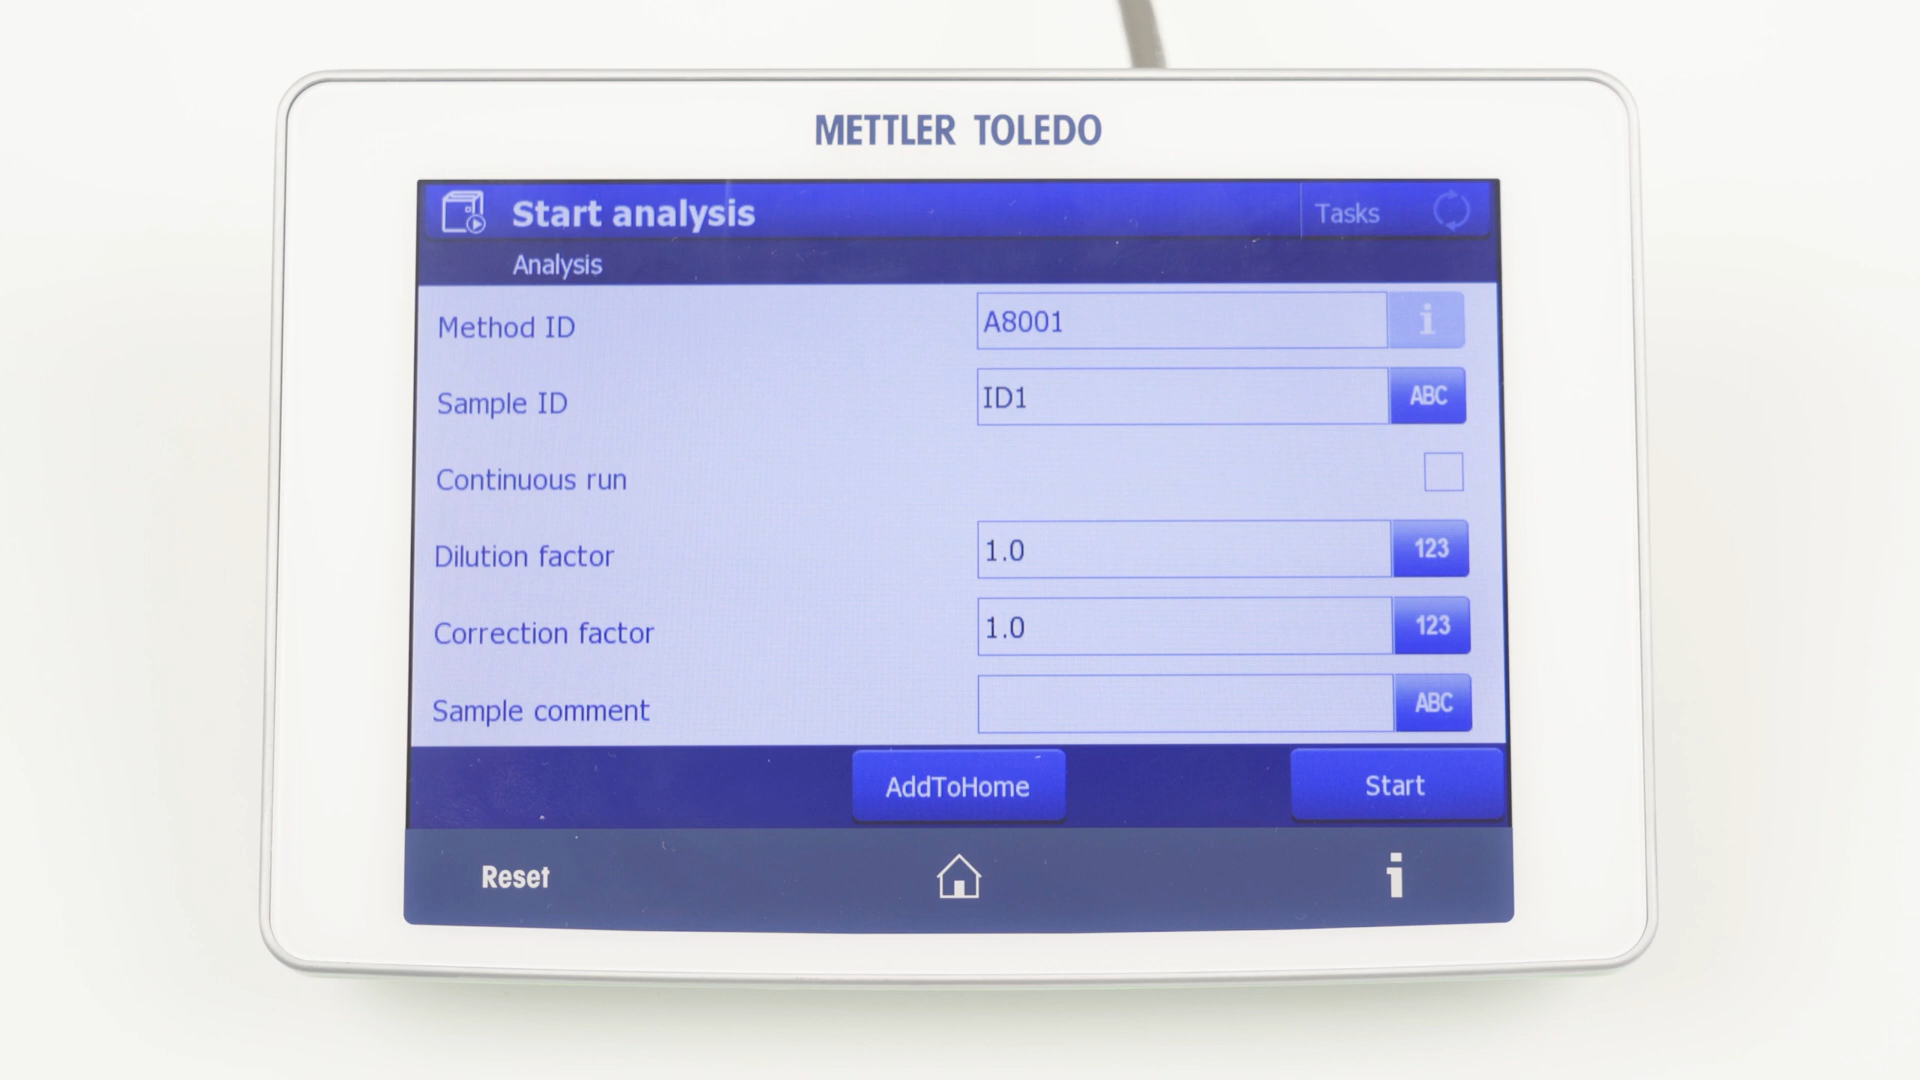 METTLER TOLEDO
Start analysis
Tasks
Analysis
Method ID
A8001
i
Sample ID
ID1
ABC
Continuous run
Dilution factor
1.0
123
Correction factor
1.0
123
Sample comment
ABC
AddToHome
Start
Reset
i